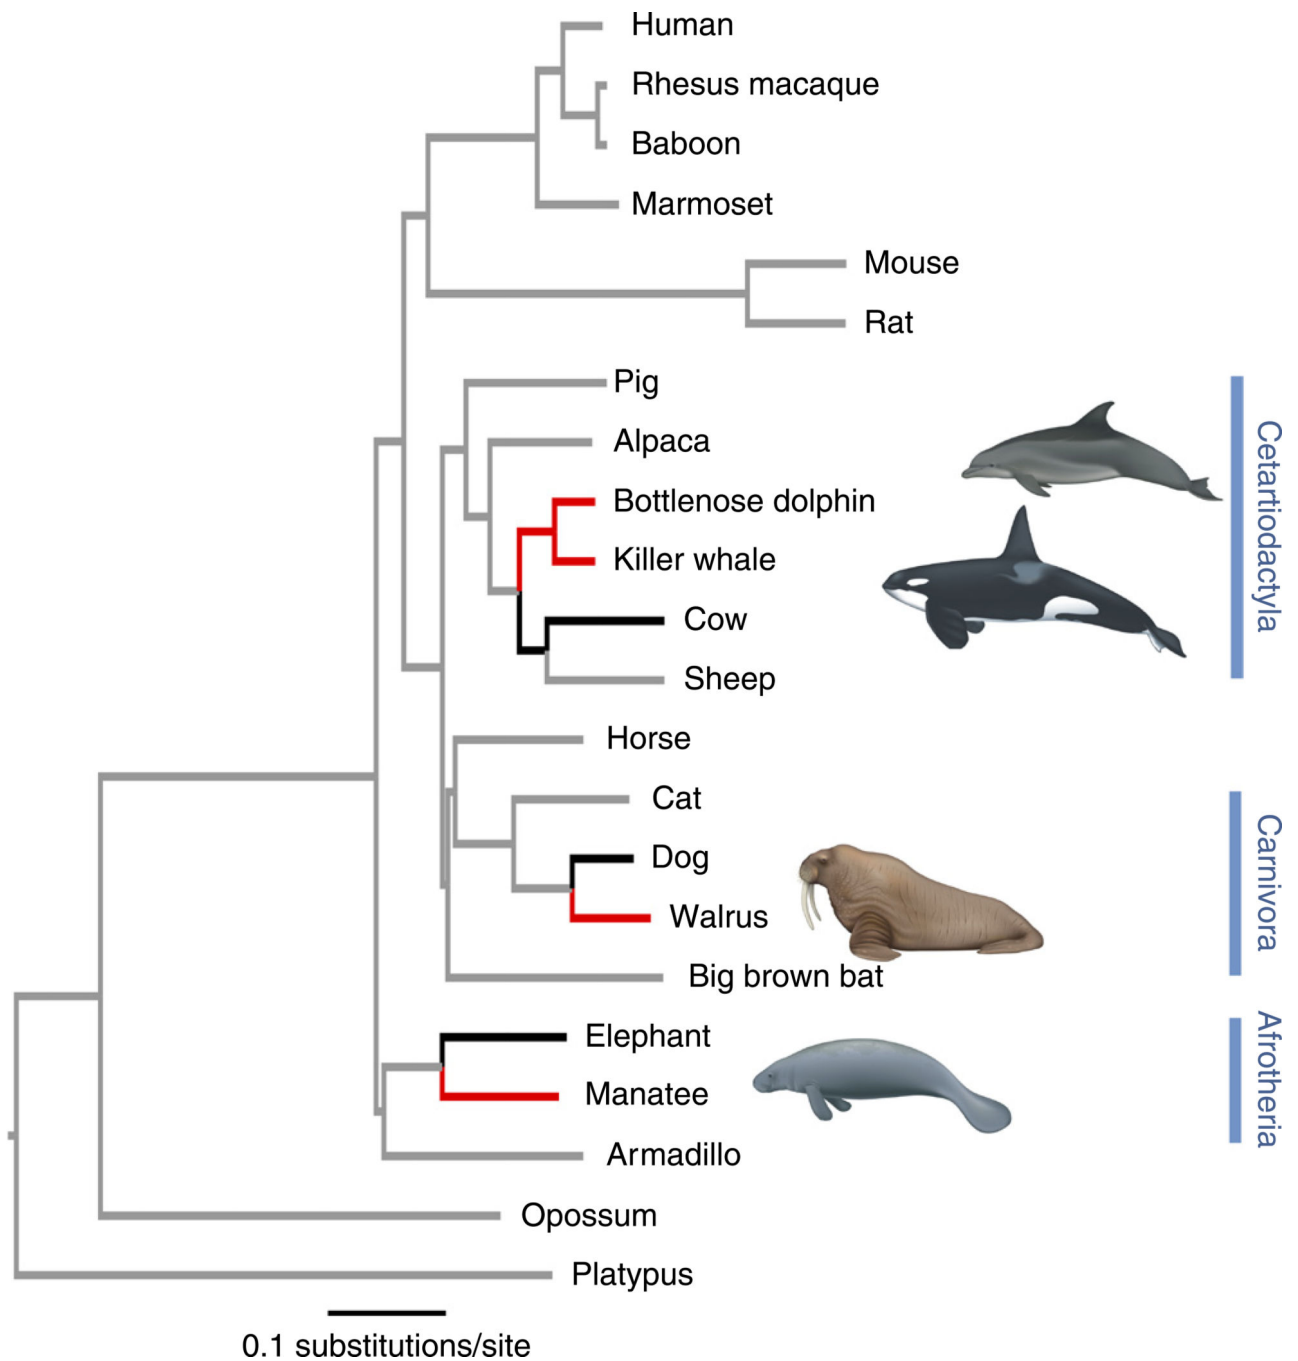 Human
Rhesus macaque
Baboon
Marmoset
Mouse
Rat
Pig
Alpaca
Bottlenose dolphin
Killer whale
Cow
Sheep
Cetartiodactyla
Horse
Cat
Dog
Walrus
Big brown bat
Carnivora
Elephant
Manatee
Armadillo
Afrotheria
Opossum
Platypus
0.1 substitutions/site